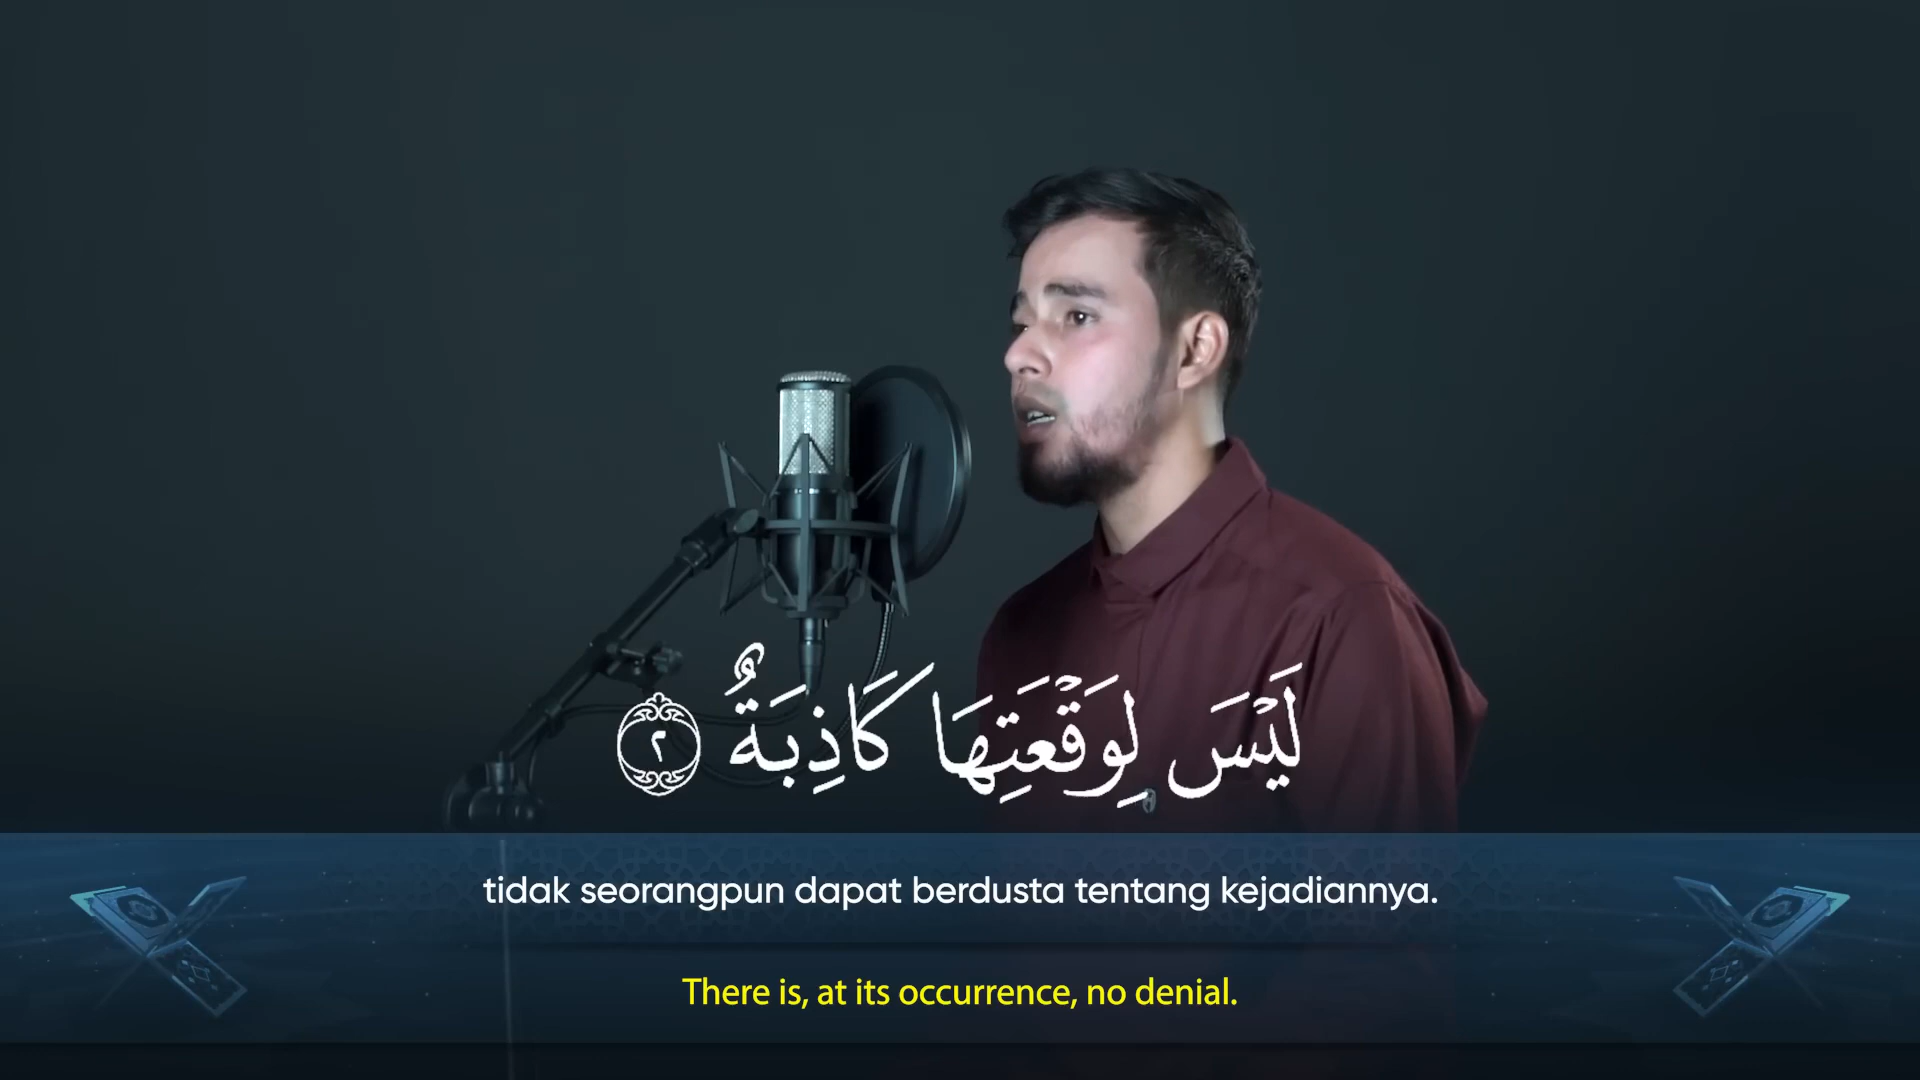 لَيْسَ لِوَقْعَتِهَا كَاذِبَةٌ ۝٢
tidak seorangpun dapat berdusta tentang kejadiannya.
There is, at its occurrence, no denial.